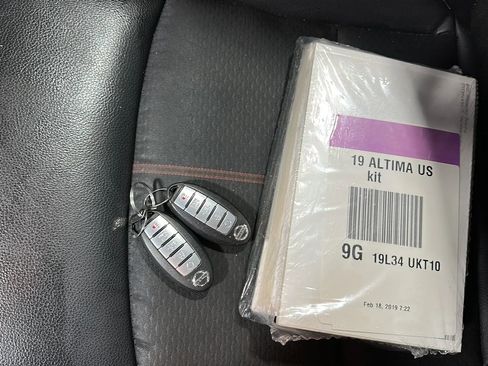 19 ALTIMA US
kit
9G 19L34 UKT10
Feb 18, 2019 7:22